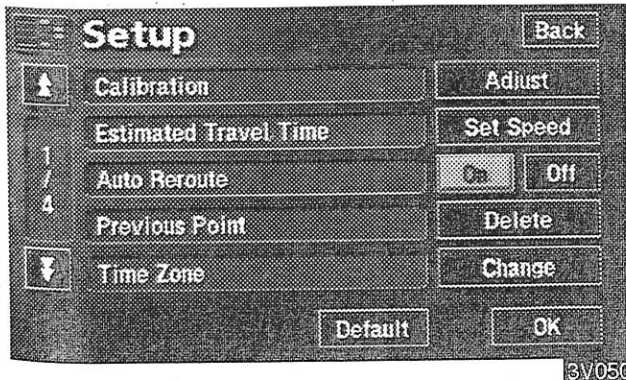 Setup Back
Calibration Adjust
Estimated Travel Time Set Speed
1
/
4
Auto Reroute On Off
Previous Point Delete
Time Zone Change
Default OK
3V050